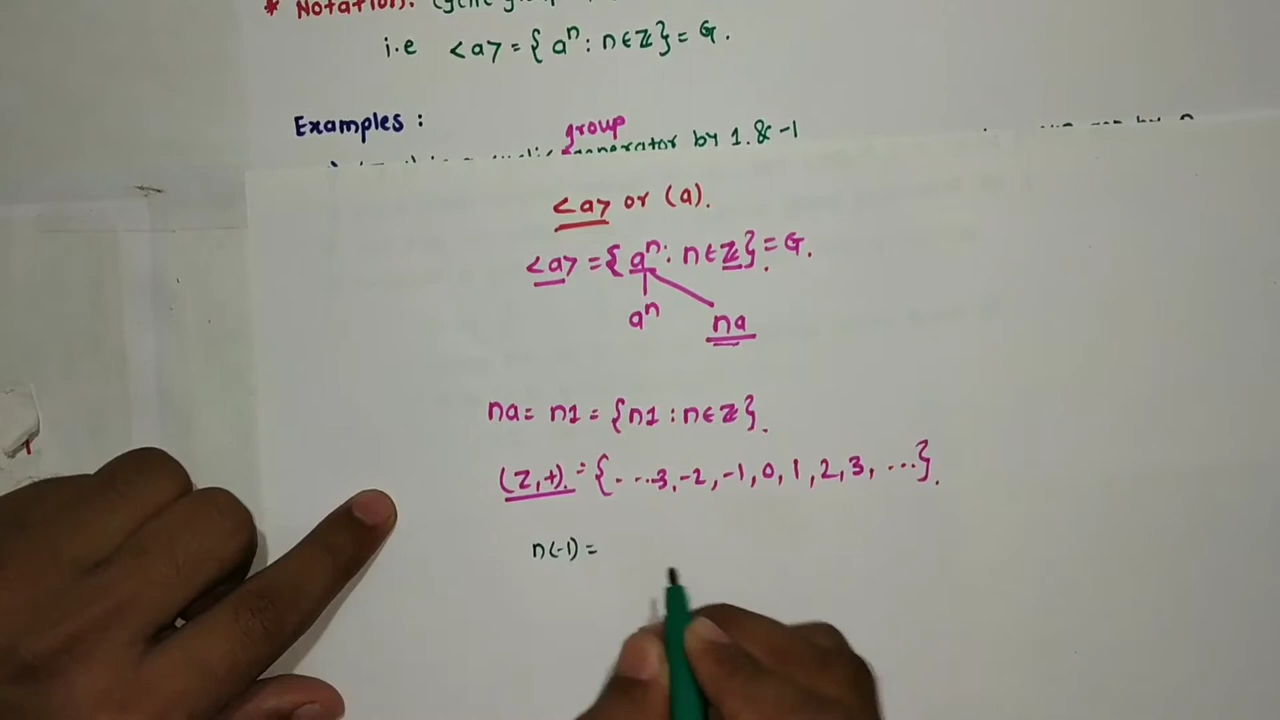 * Notation:
i.e <a> = { aⁿ : n ∈ ℤ } = G.
Examples :
group
generator by 1. & -1
<a> or (a).
<a> = { aⁿ : n ∈ ℤ } = G.
aⁿ
na
na = n1 = { n1 : n ∈ ℤ }.
(Z,+). = { - ...3, -2, -1, 0, 1, 2, 3, ... }.
n(-1) =